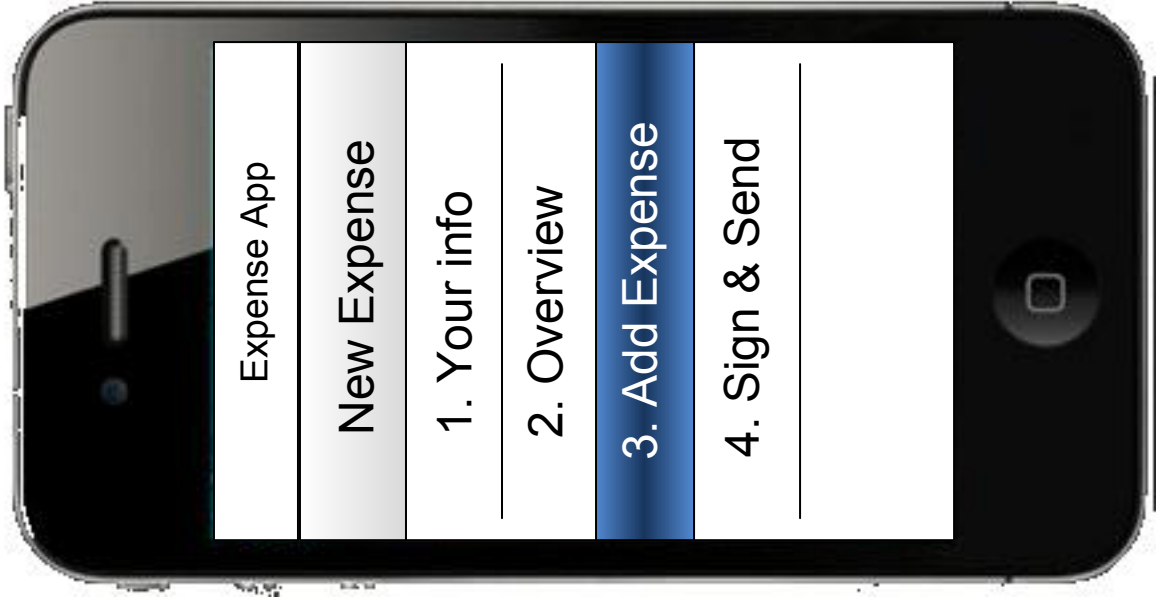 Expense App
New Expense
1. Your info
2. Overview
3. Add Expense
4. Sign & Send